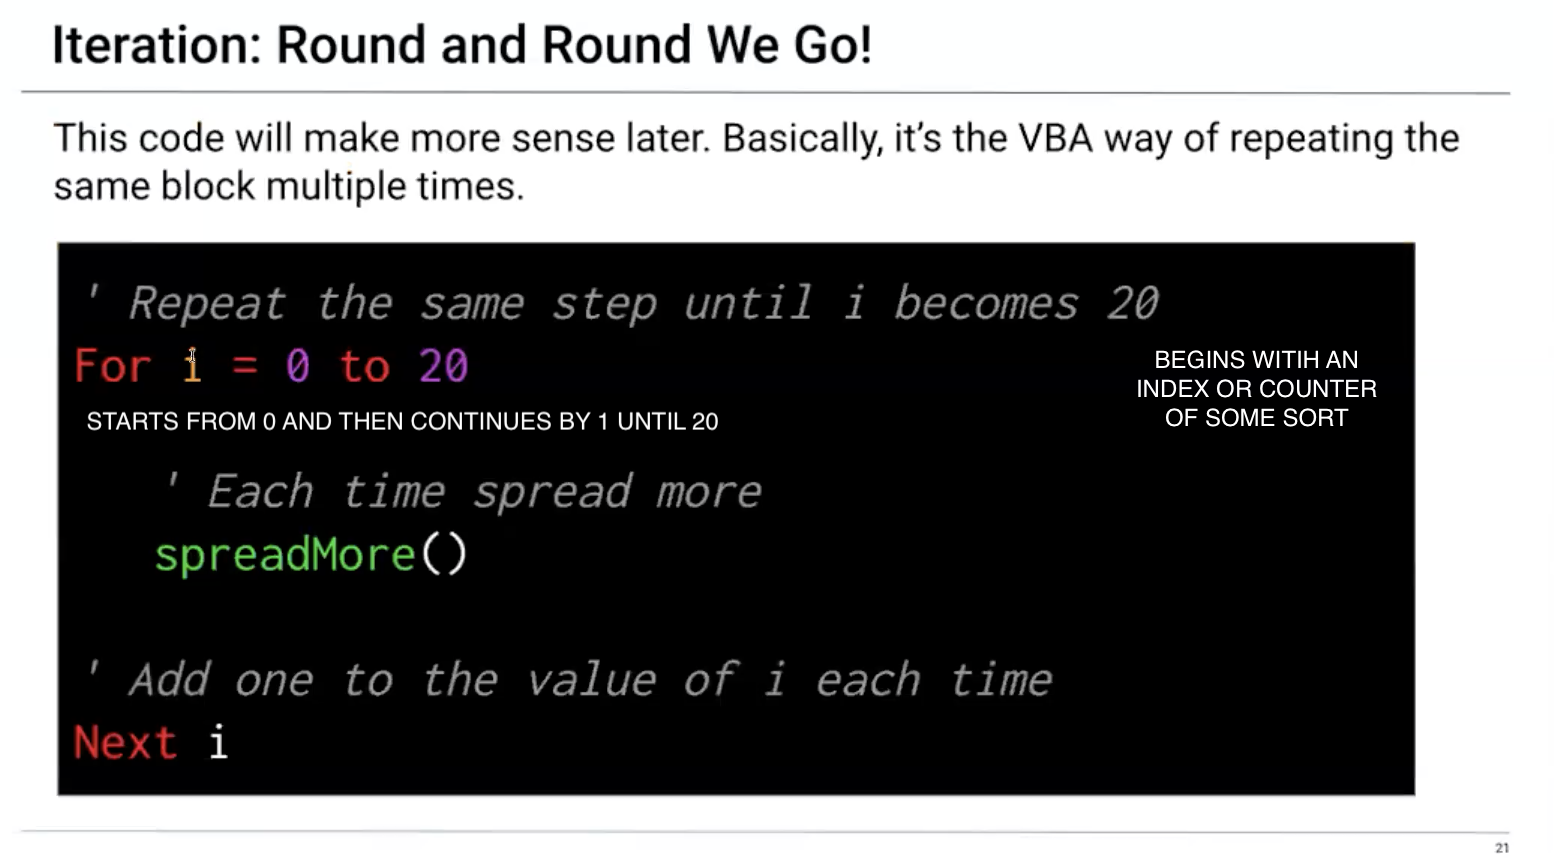 Iteration: Round and Round We Go!
This code will make more sense later. Basically, it's the VBA way of repeating the
same block multiple times.
' Repeat the same step until i becomes 20
For i = 0 to 20
BEGINS WITIH AN
INDEX OR COUNTER
OF SOME SORT
STARTS FROM 0 AND THEN CONTINUES BY 1 UNTIL 20
' Each time spread more
spreadMore()
' Add one to the value of i each time
Next i
21